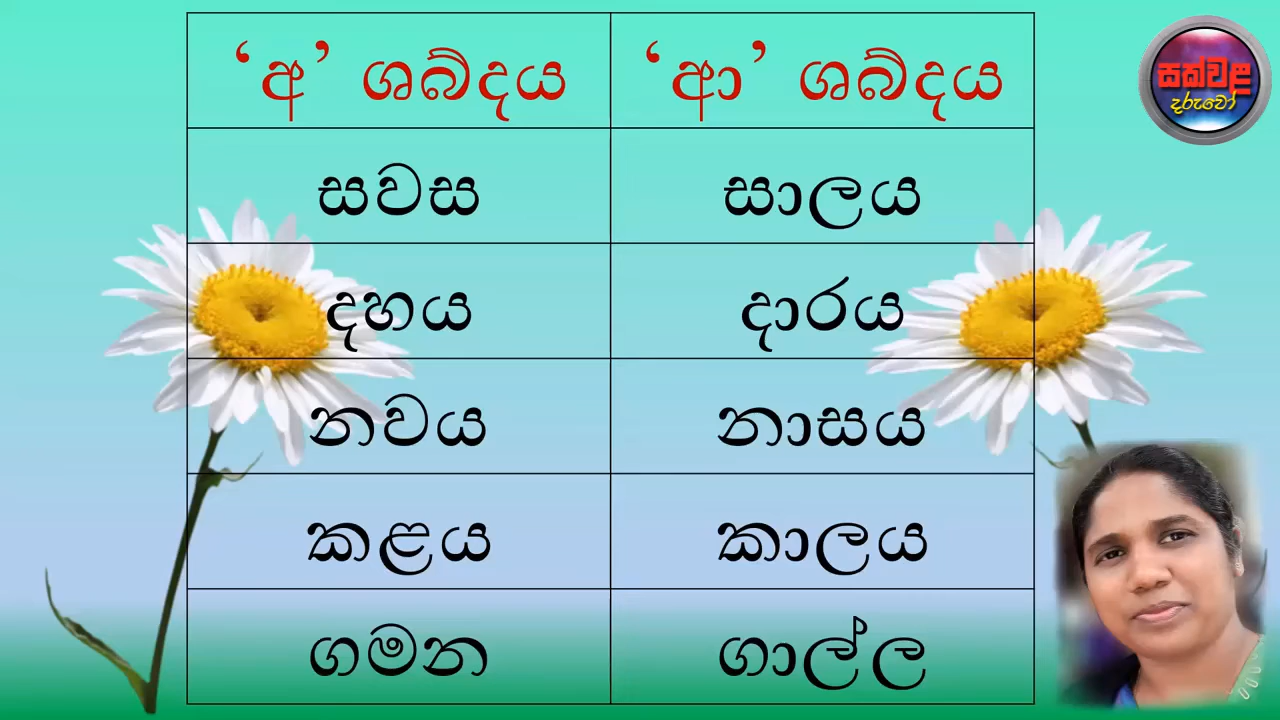 ‘අ’ ශබ්දය ‘ආ’ ශබ්දය
සවස සාලය
දහය දාරය
නවය නාසය
කළය කාලය
ගමන ගාල්ල
සක්වළ
දරුවෝ